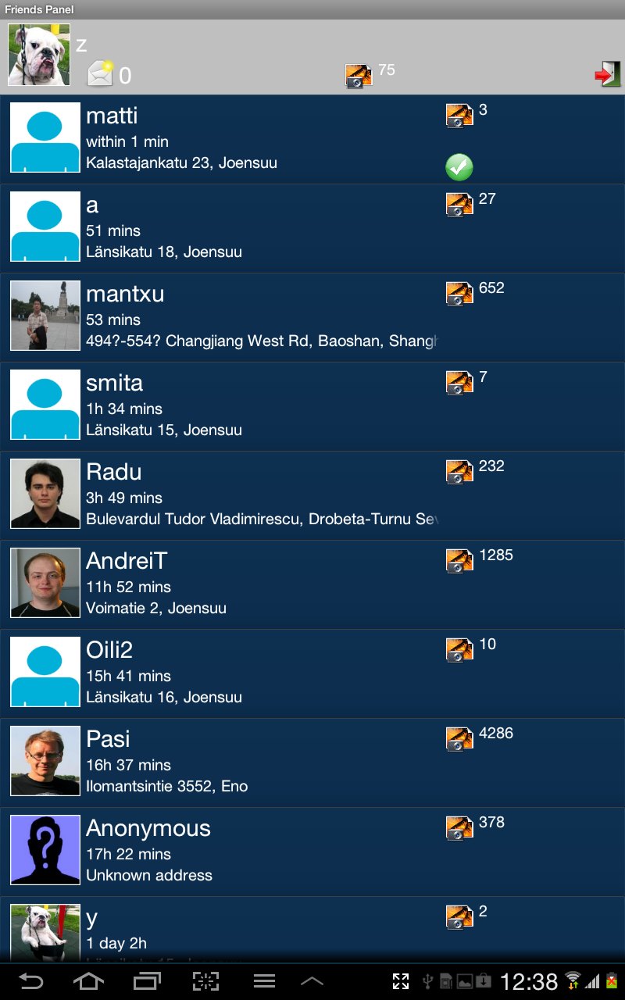 Friends Panel
z
0
75
matti
3
within 1 min
Kalastajankatu 23, Joensuu
a
27
51 mins
Länsikatu 18, Joensuu
mantxu
652
53 mins
494?-554? Changjiang West Rd, Baoshan, Shangh
smita
7
1h 34 mins
Länsikatu 15, Joensuu
Radu
232
3h 49 mins
Bulevardul Tudor Vladimirescu, Drobeta-Turnu Sev
AndreiT
1285
11h 52 mins
Voimatie 2, Joensuu
Oili2
10
15h 41 mins
Länsikatu 16, Joensuu
Pasi
4286
16h 37 mins
Ilomantsintie 3552, Eno
Anonymous
378
17h 22 mins
Unknown address
y
2
1 day 2h
12:38